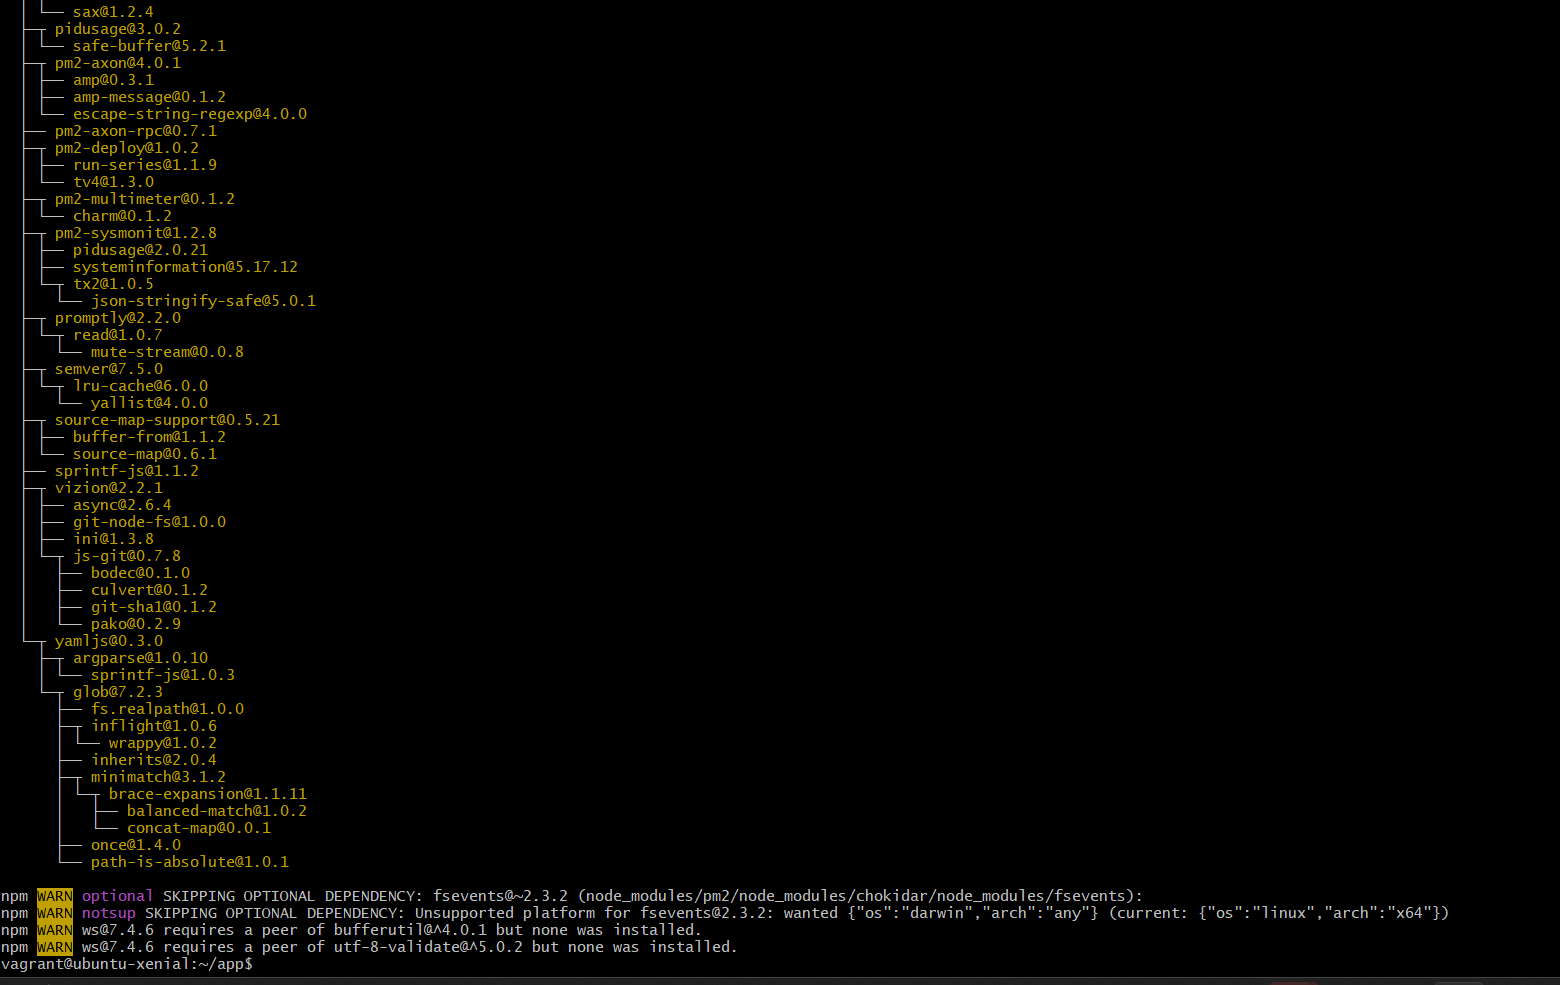 │ └── sax@1.2.4
├─┬ pidusage@3.0.2
│ └── safe-buffer@5.2.1
├─┬ pm2-axon@4.0.1
│ ├── amp@0.3.1
│ ├── amp-message@0.1.2
│ └── escape-string-regexp@4.0.0
├── pm2-axon-rpc@0.7.1
├─┬ pm2-deploy@1.0.2
│ ├── run-series@1.1.9
│ └── tv4@1.3.0
├─┬ pm2-multimeter@0.1.2
│ └── charm@0.1.2
├─┬ pm2-sysmonit@1.2.8
│ ├── pidusage@2.0.21
│ ├── systeminformation@5.17.12
│ └─┬ tx2@1.0.5
│   └── json-stringify-safe@5.0.1
├─┬ promptly@2.2.0
│ └─┬ read@1.0.7
│   └── mute-stream@0.0.8
├─┬ semver@7.5.0
│ └─┬ lru-cache@6.0.0
│   └── yallist@4.0.0
├─┬ source-map-support@0.5.21
│ ├── buffer-from@1.1.2
│ └── source-map@0.6.1
├── sprintf-js@1.1.2
├─┬ vizion@2.2.1
│ ├── async@2.6.4
│ ├── git-node-fs@1.0.0
│ ├── ini@1.3.8
│ └─┬ js-git@0.7.8
│   ├── bodec@0.1.0
│   ├── culvert@0.1.2
│   ├── git-sha1@0.1.2
│   └── pako@0.2.9
└─┬ yamljs@0.3.0
  ├─┬ argparse@1.0.10
  │ └── sprintf-js@1.0.3
  └─┬ glob@7.2.3
    ├── fs.realpath@1.0.0
    ├─┬ inflight@1.0.6
    │ └── wrappy@1.0.2
    ├── inherits@2.0.4
    ├─┬ minimatch@3.1.2
    │ └─┬ brace-expansion@1.1.11
    │   ├── balanced-match@1.0.2
    │   └── concat-map@0.0.1
    ├── once@1.4.0
    └── path-is-absolute@1.0.1
npm WARN optional SKIPPING OPTIONAL DEPENDENCY: fsevents@~2.3.2 (node_modules/pm2/node_modules/chokidar/node_modules/fsevents):
npm WARN notsup SKIPPING OPTIONAL DEPENDENCY: Unsupported platform for fsevents@2.3.2: wanted {"os":"darwin","arch":"any"} (current: {"os":"linux","arch":"x64"})
npm WARN ws@7.4.6 requires a peer of bufferutil@^4.0.1 but none was installed.
npm WARN ws@7.4.6 requires a peer of utf-8-validate@^5.0.2 but none was installed.
vagrant@ubuntu-xenial:~/app$